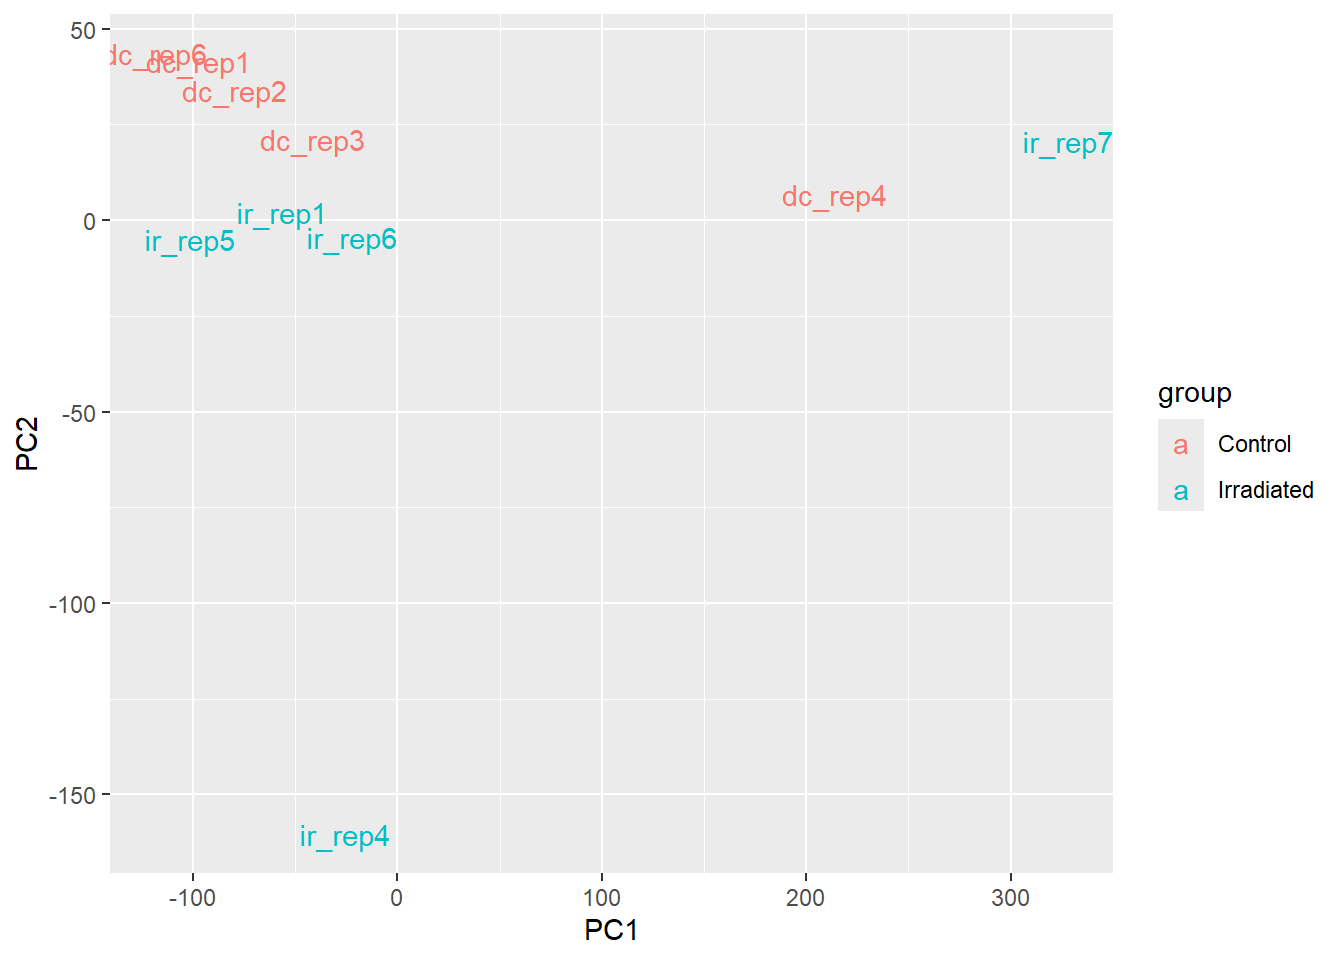 50
dc_rep6
dc_rep1
dc_rep2
dc_rep3
ir_rep7
dc_rep4
ir_rep1
0
ir_rep5
ir_rep6
group
-50
PC2
a Control
a Irradiated
-100
-150
ir_rep4
-100 0 100 200 300
PC1